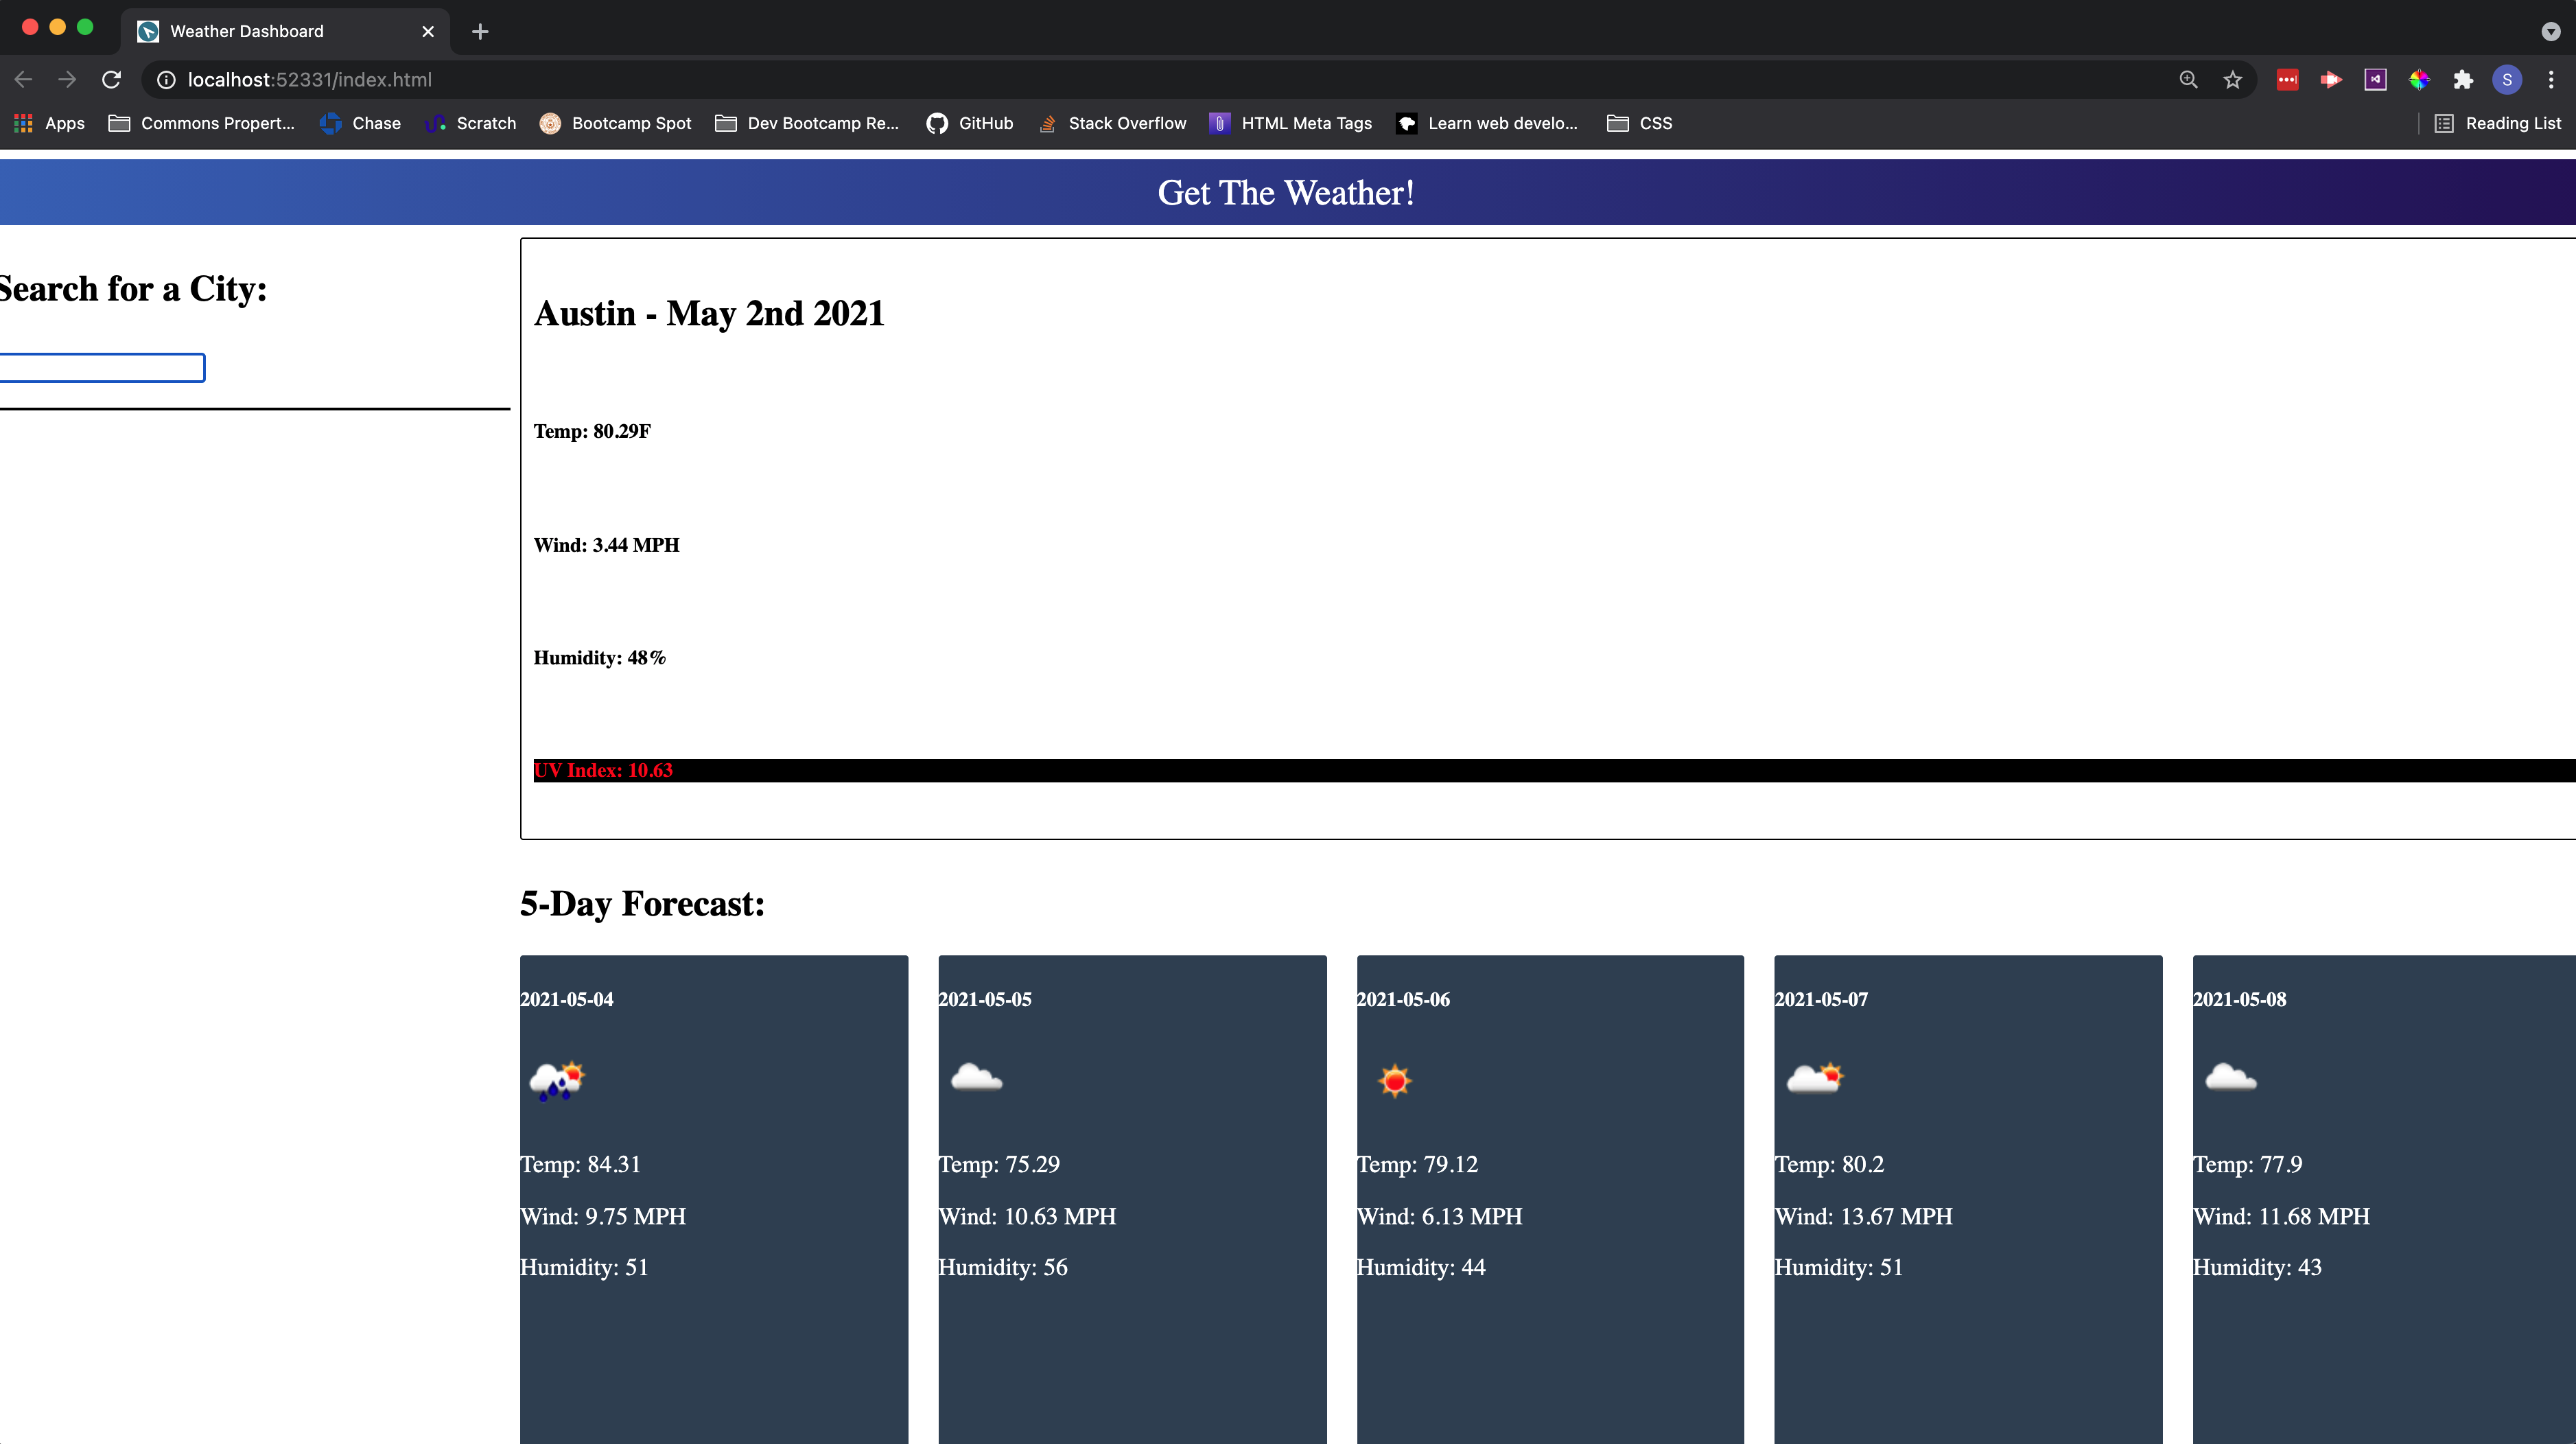 Weather Dashboard
localhost:52331/index.html
S
Apps Commons Propert... Chase Scratch Bootcamp Spot Dev Bootcamp Re... GitHub Stack Overflow HTML Meta Tags Learn web develo... CSS Reading List
Get The Weather!
Search for a City:
Austin - May 2nd 2021
Temp: 80.29F
Wind: 3.44 MPH
Humidity: 48%
UV Index: 10.63
5-Day Forecast:
2021-05-04
Temp: 84.31
Wind: 9.75 MPH
Humidity: 51
2021-05-05
Temp: 75.29
Wind: 10.63 MPH
Humidity: 56
2021-05-06
Temp: 79.12
Wind: 6.13 MPH
Humidity: 44
2021-05-07
Temp: 80.2
Wind: 13.67 MPH
Humidity: 51
2021-05-08
Temp: 77.9
Wind: 11.68 MPH
Humidity: 43